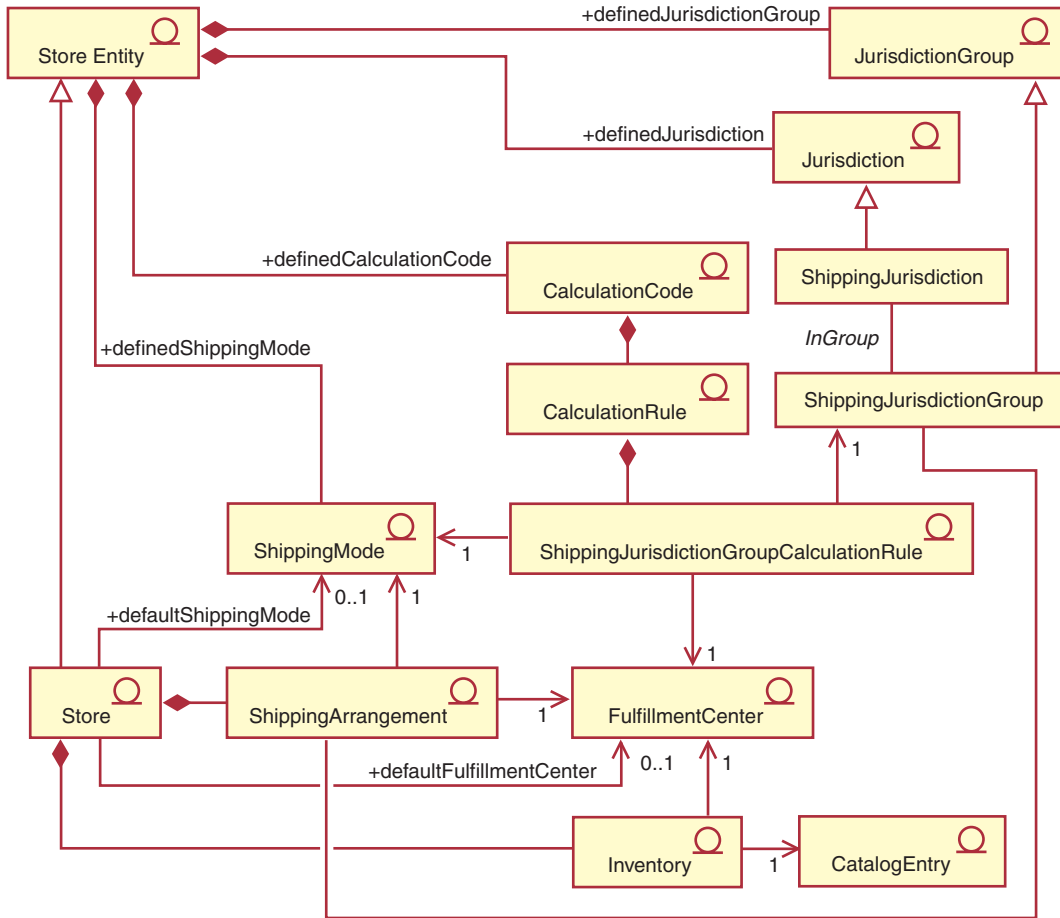 +definedJurisdictionGroup
Store Entity
JurisdictionGroup
+definedJurisdiction
Jurisdiction
+definedCalculationCode
CalculationCode
ShippingJurisdiction
InGroup
+definedShippingMode
CalculationRule
ShippingJurisdictionGroup
1
ShippingMode
1
ShippingJurisdictionGroupCalculationRule
0..1
1
+defaultShippingMode
1
Store
ShippingArrangement
1
FulfillmentCenter
+defaultFulfillmentCenter
0..1
1
Inventory
1
CatalogEntry